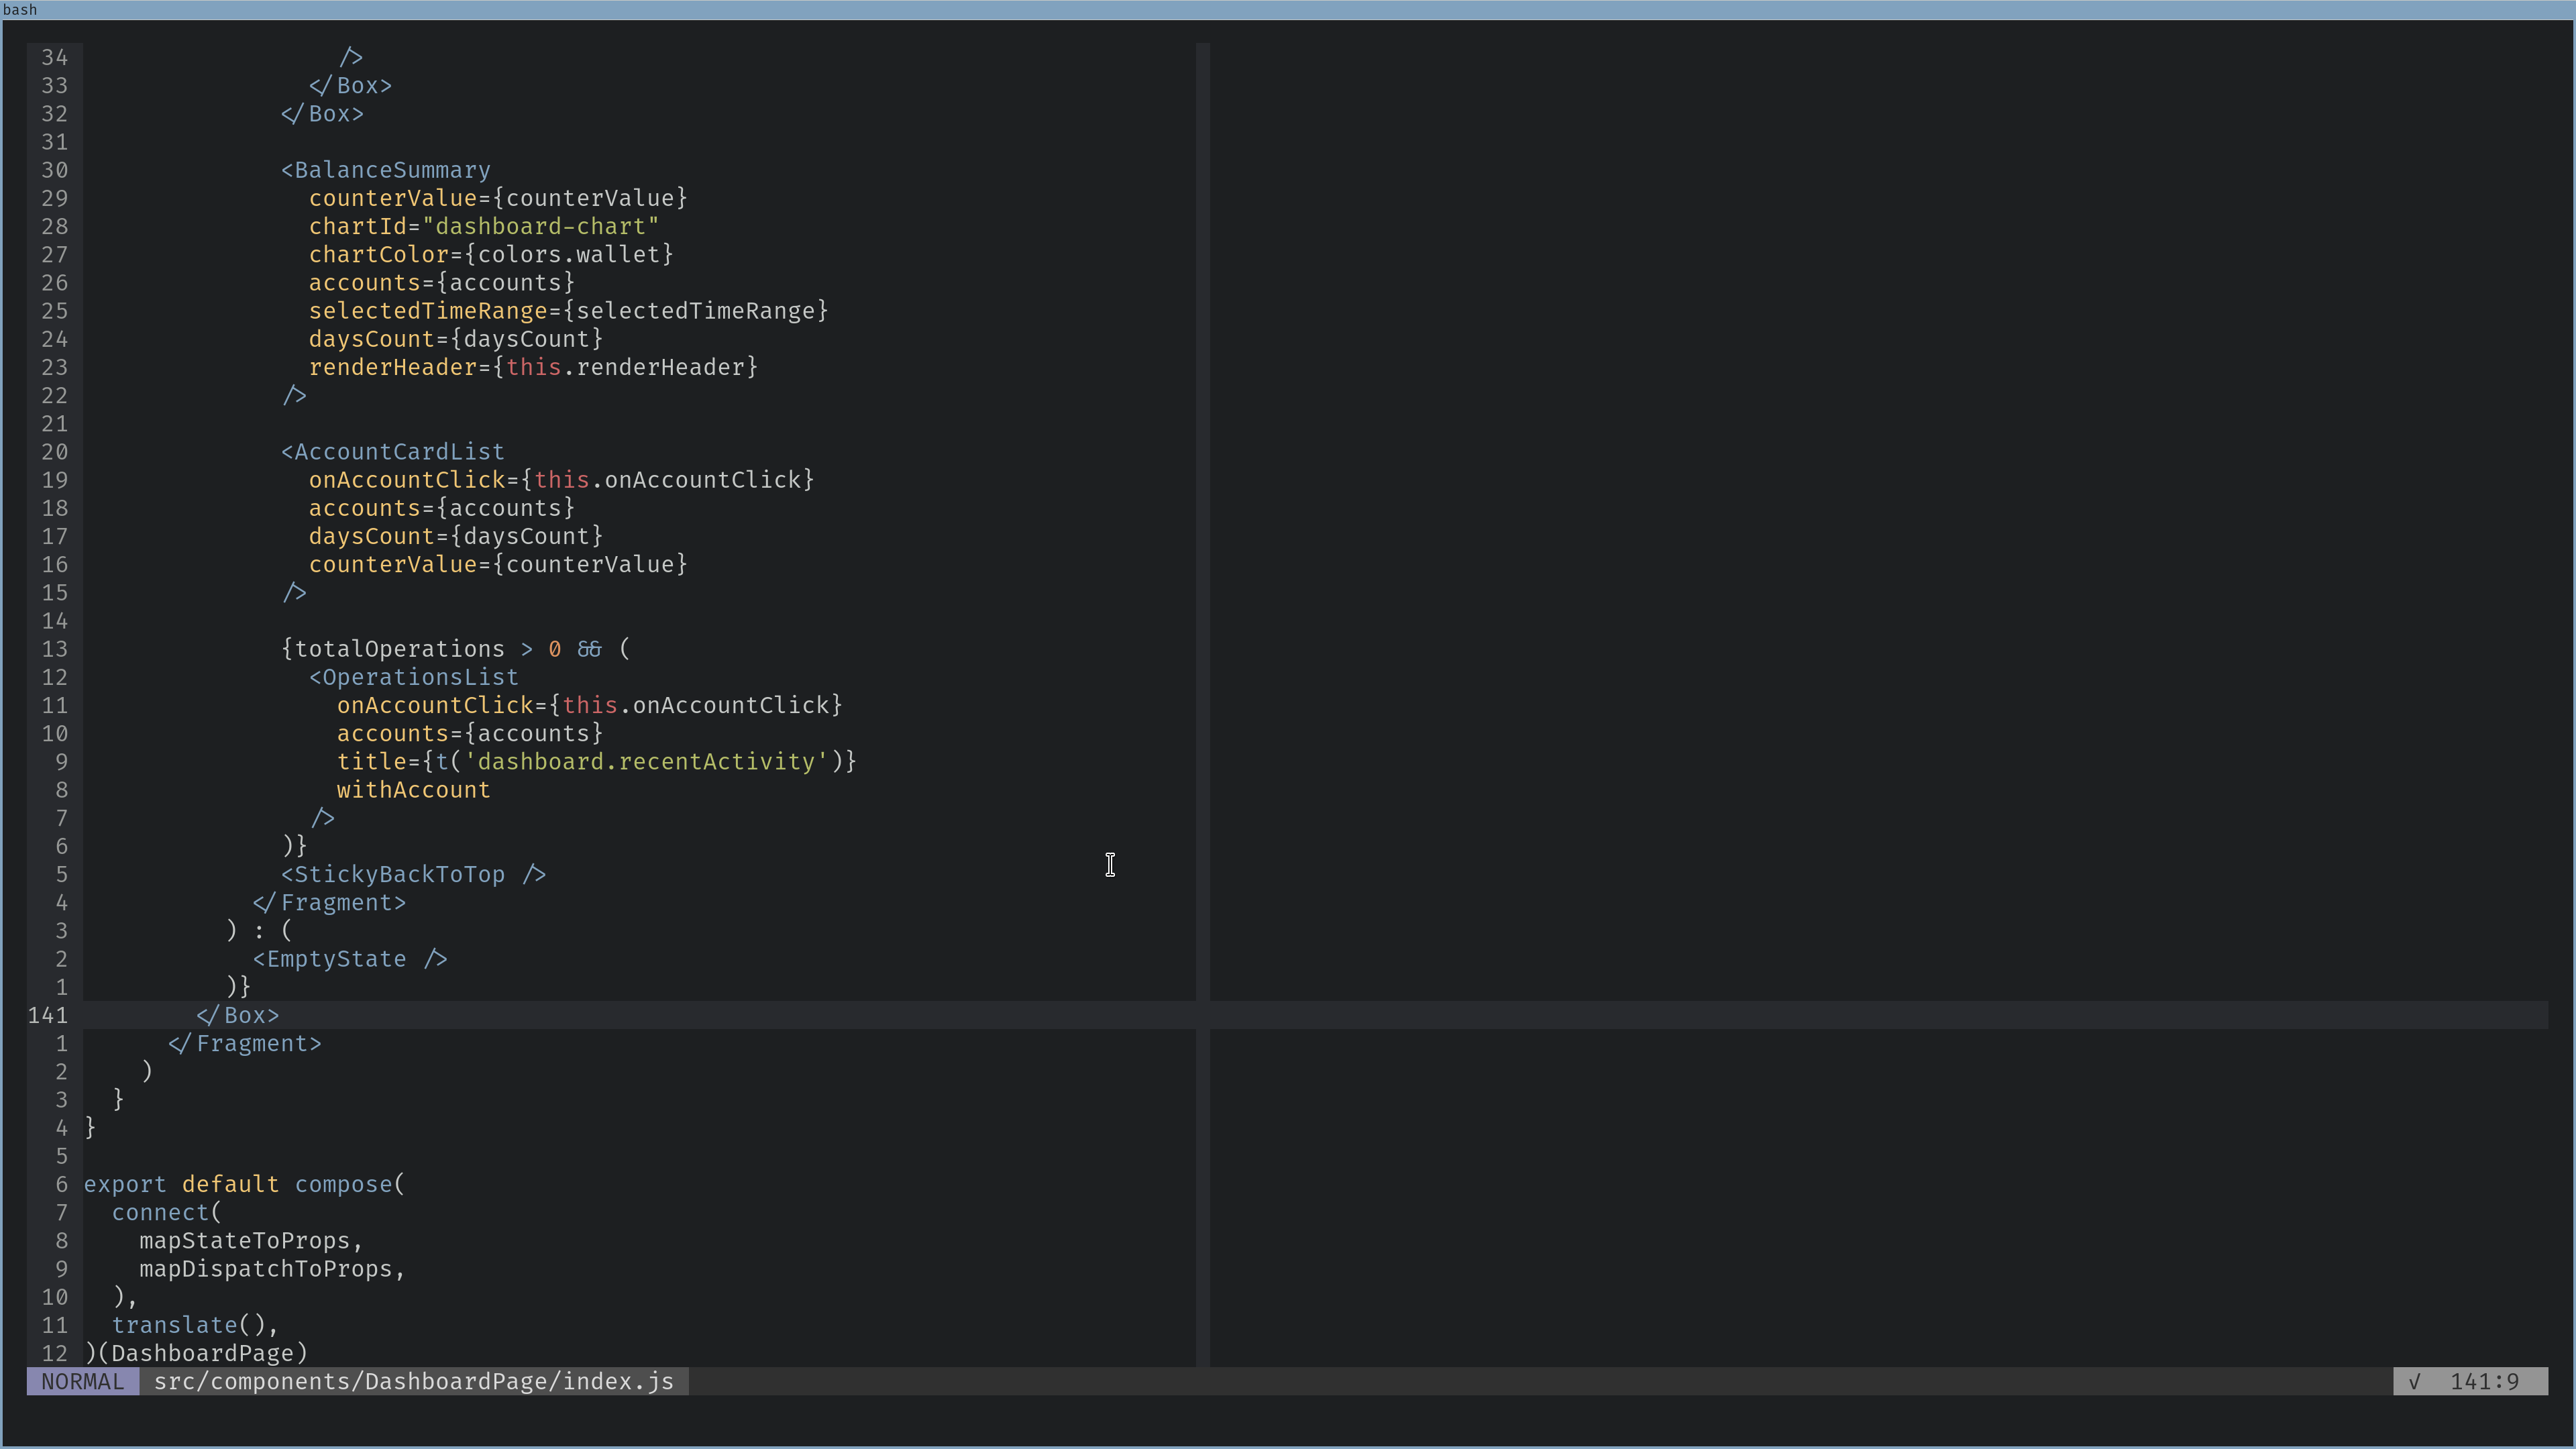 bash
34                   />
33                 </Box>
32               </Box>
31
30               <BalanceSummary
29                 counterValue={counterValue}
28                 chartId="dashboard-chart"
27                 chartColor={colors.wallet}
26                 accounts={accounts}
25                 selectedTimeRange={selectedTimeRange}
24                 daysCount={daysCount}
23                 renderHeader={this.renderHeader}
22               />
21
20               <AccountCardList
19                 onAccountClick={this.onAccountClick}
18                 accounts={accounts}
17                 daysCount={daysCount}
16                 counterValue={counterValue}
15               />
14
13               {totalOperations > 0 && (
12                 <OperationsList
11                   onAccountClick={this.onAccountClick}
10                   accounts={accounts}
9                   title={t('dashboard.recentActivity')}
8                   withAccount
7                 />
6               )}
5               <StickyBackToTop />
4             </Fragment>
3           ) : (
2             <EmptyState />
1           )}
141         </Box>
1       </Fragment>
2     )
3   }
4 }
5
6 export default compose(
7   connect(
8     mapStateToProps,
9     mapDispatchToProps,
10   ),
11   translate(),
12 )(DashboardPage)
NORMAL src/components/DashboardPage/index.js √ 141:9